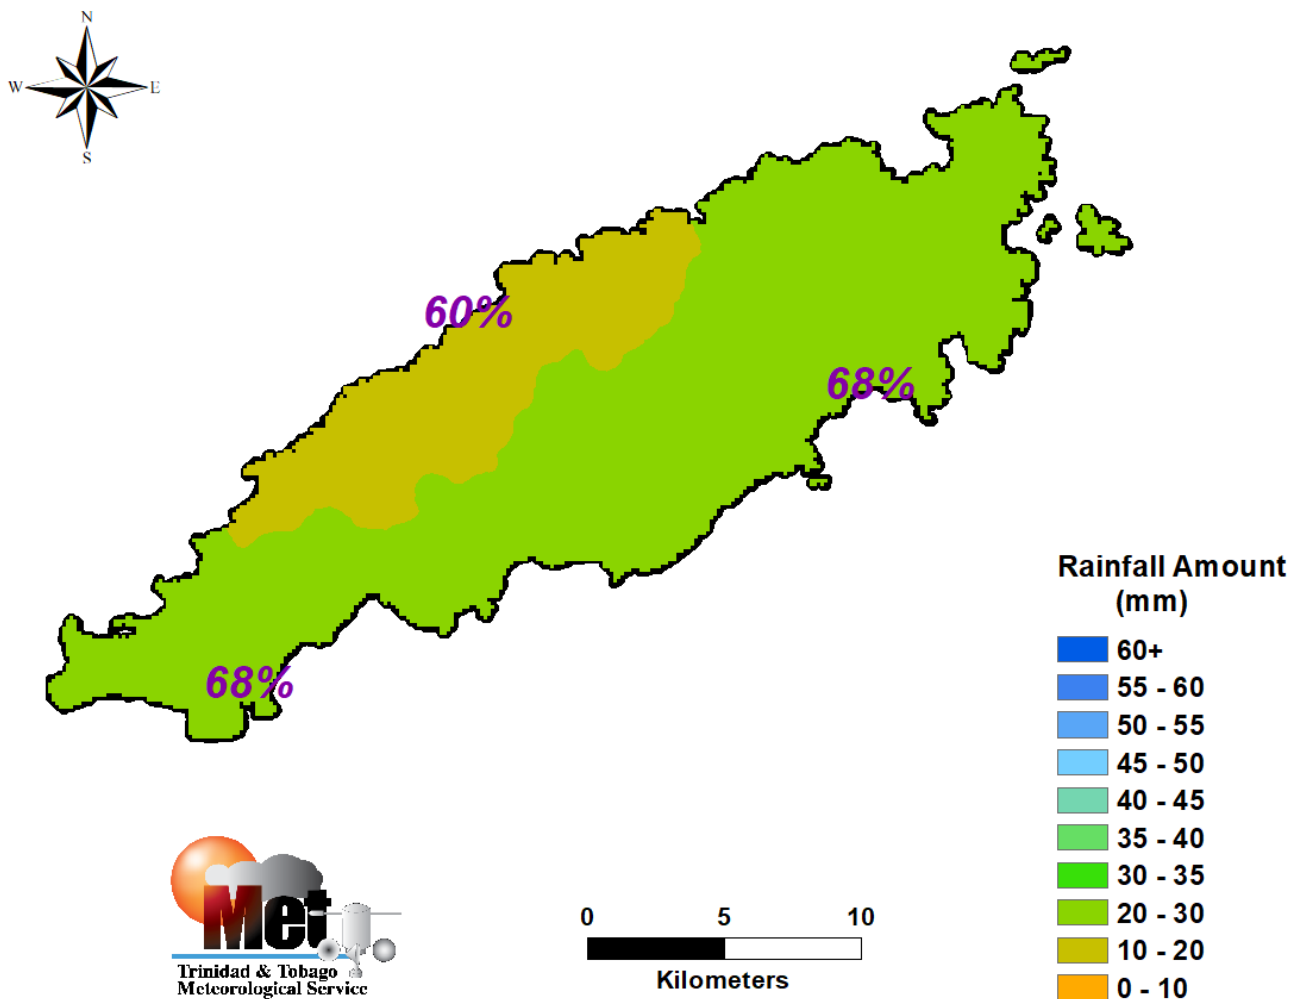 N
W
E
S
60%
68%
68%
Rainfall Amount
(mm)
60+
55 - 60
50 - 55
45 - 50
40 - 45
35 - 40
30 - 35
20 - 30
10 - 20
0 - 10
0 5 10
Kilometers
Met
Trinidad & Tobago
Meteorological Service